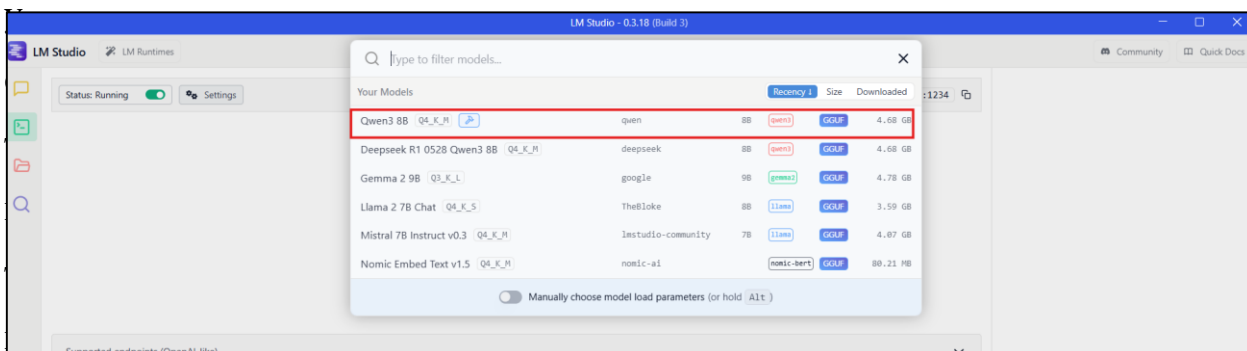 LM Studio - 0.3.18 (Build 3)
LM Studio LM Runtimes Community Quick Docs
Type to filter models...
Status: Running Settings :1234
Your Models Recency ↓ Size Downloaded
Qwen3 8B Q4_K_M qwen 8B qwen3 GGUF 4.68 GB
Deepseek R1 0528 Qwen3 8B Q4_K_M deepseek 8B qwen3 GGUF 4.68 GB
Gemma 2 9B Q3_K_L google 9B gemma2 GGUF 4.78 GB
Llama 2 7B Chat Q4_K_S TheBloke 8B llama GGUF 3.59 GB
Mistral 7B Instruct v0.3 Q4_K_M lmstudio-community 7B llama GGUF 4.07 GB
Nomic Embed Text v1.5 Q4_K_M nomic-ai nomic-bert GGUF 80.21 MB
Manually choose model load parameters (or hold Alt )
Supported endpoints (OpenAI-like)